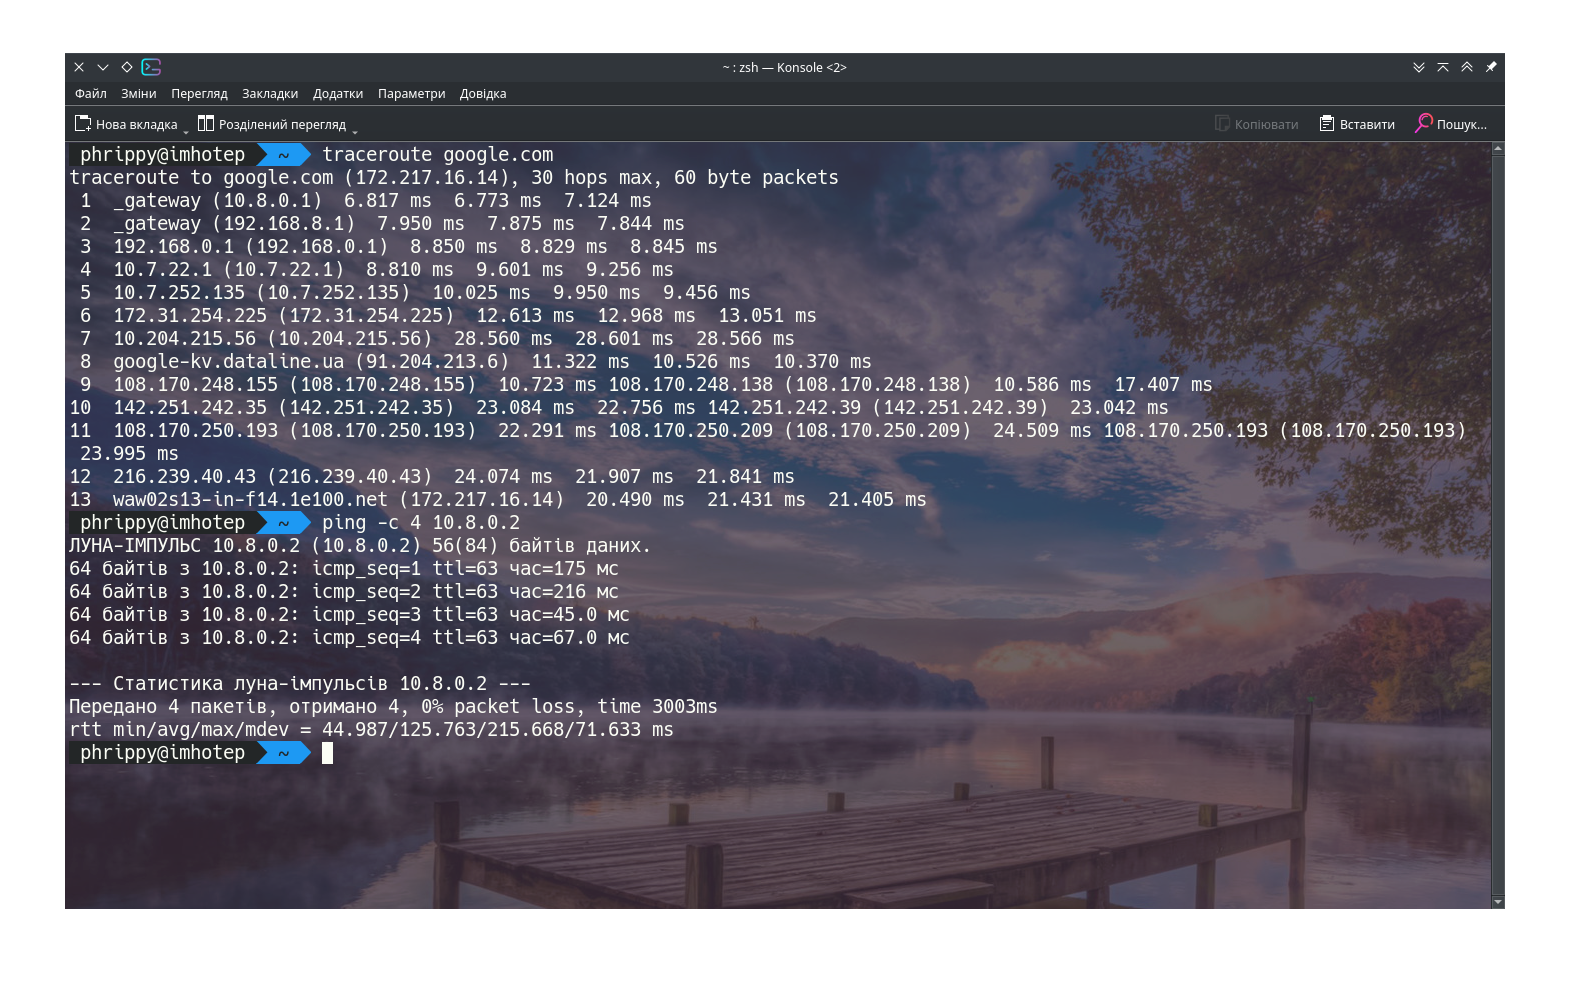 ~ : zsh — Konsole <2>
Файл Зміни Перегляд Закладки Додатки Параметри Довідка
Нова вкладка Розділений перегляд Копіювати Вставити Пошук...
phrippy@imhotep ~ traceroute google.com
traceroute to google.com (172.217.16.14), 30 hops max, 60 byte packets
 1  _gateway (10.8.0.1)  6.817 ms  6.773 ms  7.124 ms
 2  _gateway (192.168.8.1)  7.950 ms  7.875 ms  7.844 ms
 3  192.168.0.1 (192.168.0.1)  8.850 ms  8.829 ms  8.845 ms
 4  10.7.22.1 (10.7.22.1)  8.810 ms  9.601 ms  9.256 ms
 5  10.7.252.135 (10.7.252.135)  10.025 ms  9.950 ms  9.456 ms
 6  172.31.254.225 (172.31.254.225)  12.613 ms  12.968 ms  13.051 ms
 7  10.204.215.56 (10.204.215.56)  28.560 ms  28.601 ms  28.566 ms
 8  google-kv.dataline.ua (91.204.213.6)  11.322 ms  10.526 ms  10.370 ms
 9  108.170.248.155 (108.170.248.155)  10.723 ms 108.170.248.138 (108.170.248.138)  10.586 ms  17.407 ms
10  142.251.242.35 (142.251.242.35)  23.084 ms  22.756 ms 142.251.242.39 (142.251.242.39)  23.042 ms
11  108.170.250.193 (108.170.250.193)  22.291 ms 108.170.250.209 (108.170.250.209)  24.509 ms 108.170.250.193 (108.170.250.193)
 23.995 ms
12  216.239.40.43 (216.239.40.43)  24.074 ms  21.907 ms  21.841 ms
13  waw02s13-in-f14.1e100.net (172.217.16.14)  20.490 ms  21.431 ms  21.405 ms
phrippy@imhotep ~ ping -c 4 10.8.0.2
ЛУНА-ІМПУЛЬС 10.8.0.2 (10.8.0.2) 56(84) байтів даних.
64 байтів з 10.8.0.2: icmp_seq=1 ttl=63 час=175 мс
64 байтів з 10.8.0.2: icmp_seq=2 ttl=63 час=216 мс
64 байтів з 10.8.0.2: icmp_seq=3 ttl=63 час=45.0 мс
64 байтів з 10.8.0.2: icmp_seq=4 ttl=63 час=67.0 мс
--- Статистика луна-імпульсів 10.8.0.2 ---
Передано 4 пакетів, отримано 4, 0% packet loss, time 3003ms
rtt min/avg/max/mdev = 44.987/125.763/215.668/71.633 ms
phrippy@imhotep ~